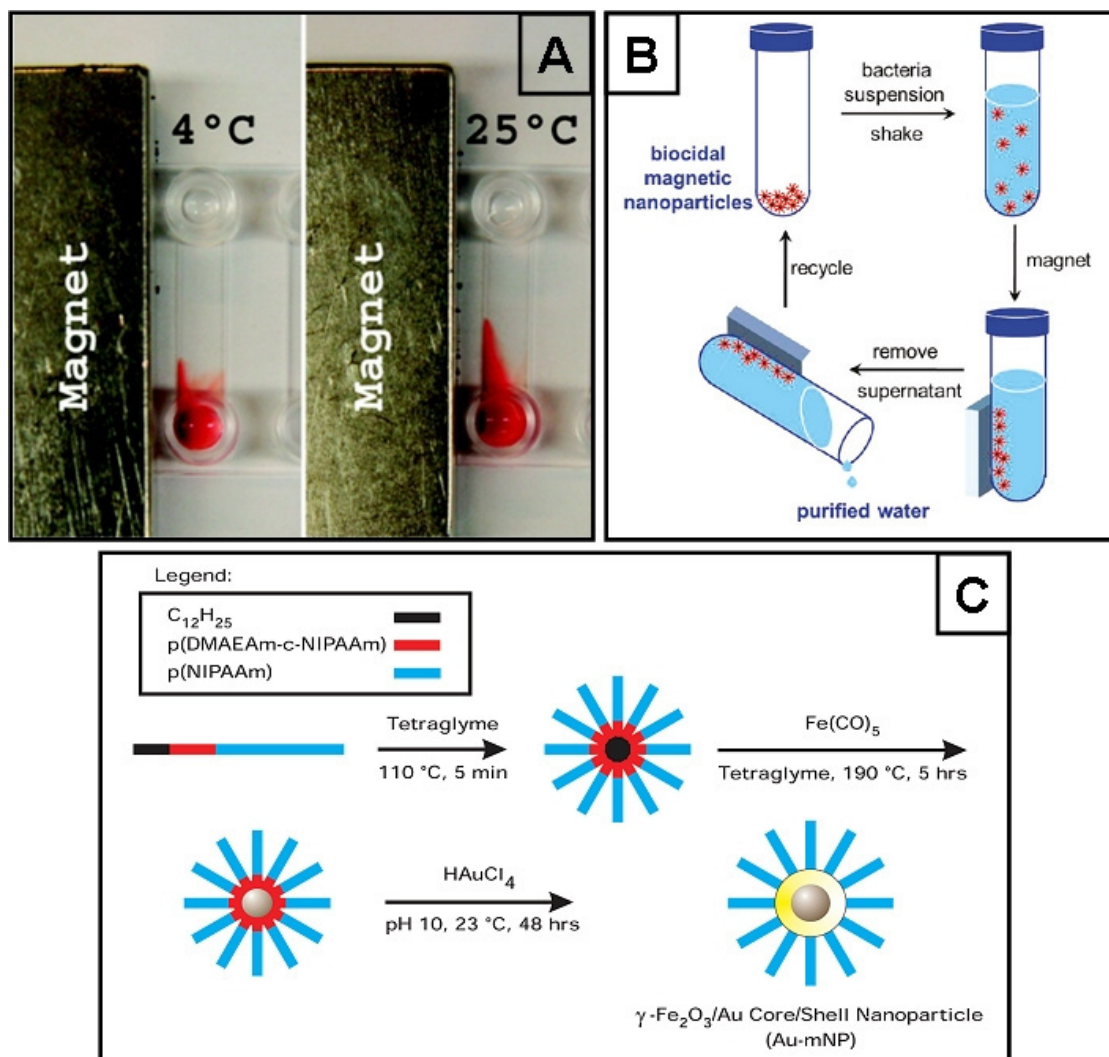 A
4°C
Magnet
25°C
Magnet
B
bacteria
suspension
shake
biocidal
magnetic
nanoparticles
magnet
recycle
remove
supernatant
purified water
C
Legend:
C₁₂H₂₅
p(DMAEAm-c-NIPAAm)
p(NIPAAm)
Tetraglyme
110 °C, 5 min
Fe(CO)₅
Tetraglyme, 190 °C, 5 hrs
HAuCl₄
pH 10, 23 °C, 48 hrs
γ-Fe₂O₃/Au Core/Shell Nanoparticle
(Au-mNP)